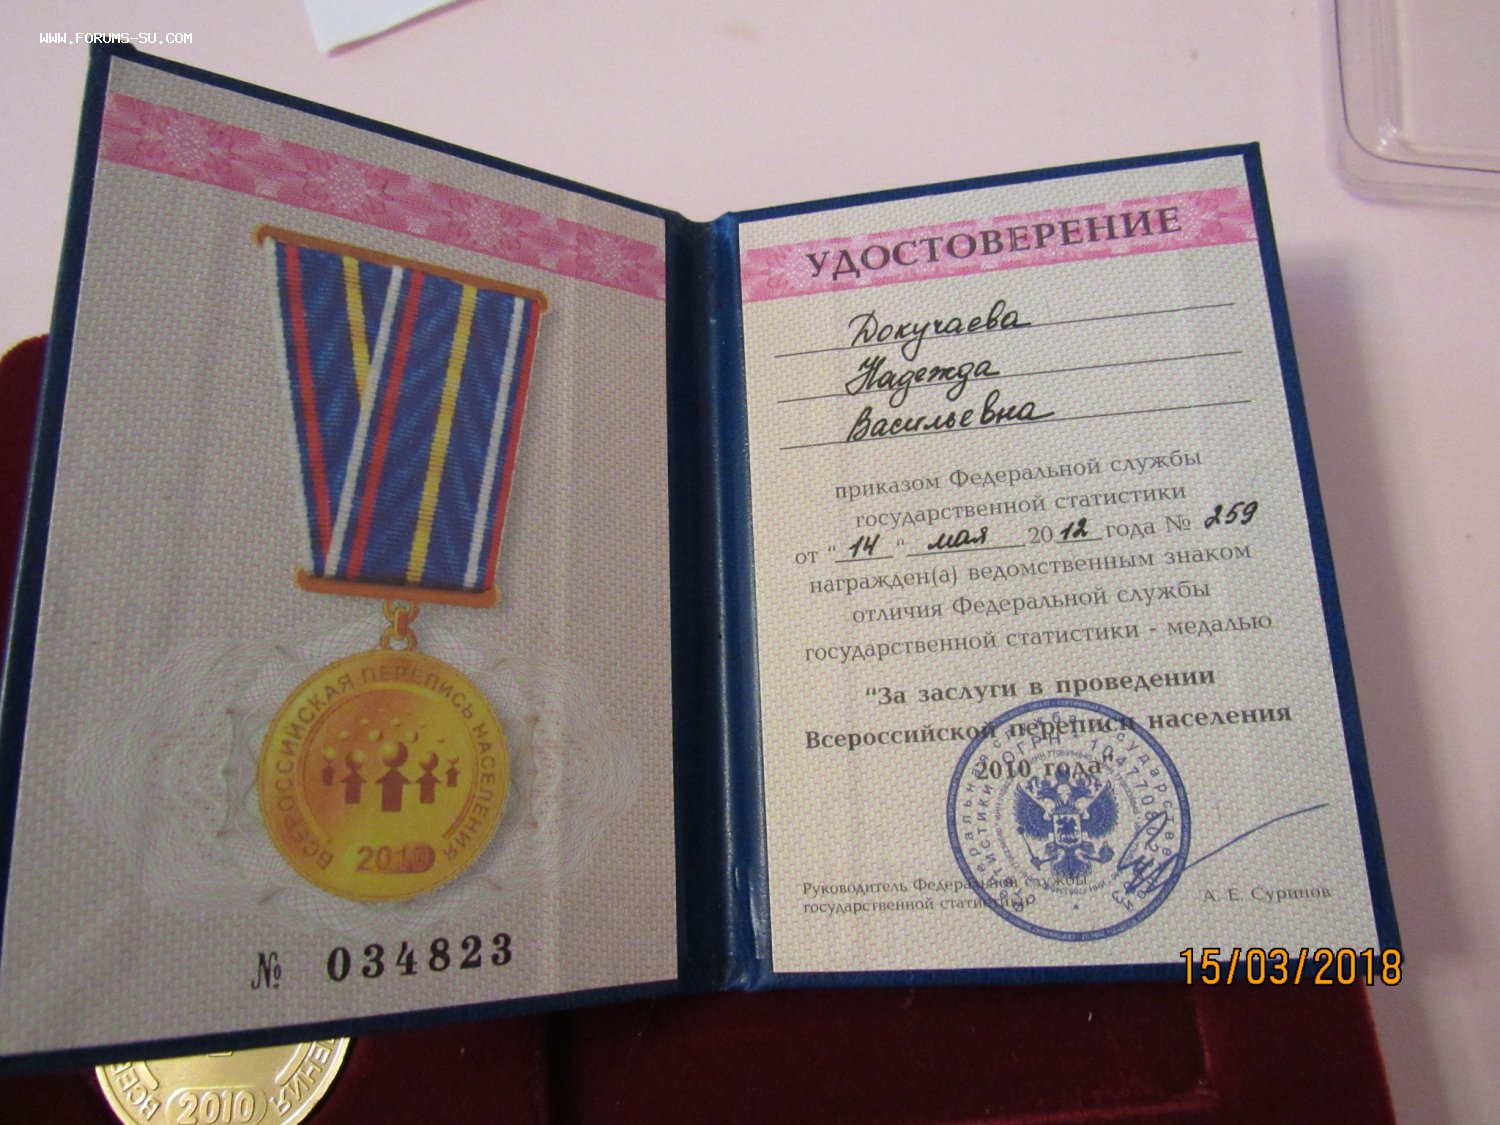 WWW.FORUMS-SU.COM
ВСЕРОССИЙСКАЯ ПЕРЕПИСЬ НАСЕЛЕНИЯ
2010
№ 034823
УДОСТОВЕРЕНИЕ
Докучаева
Надежда
Васильевна
приказом Федеральной службы
государственной статистики
от "14" мая 2012 года № 259
награжден(а) ведомственным знаком
отличия Федеральной службы
государственной статистики - медалью
"За заслуги в проведении
Всероссийской переписи населения
2010 года"
Руководитель Федеральной службы
государственной статистики
А. Е. Суринов
15/03/2018
2010